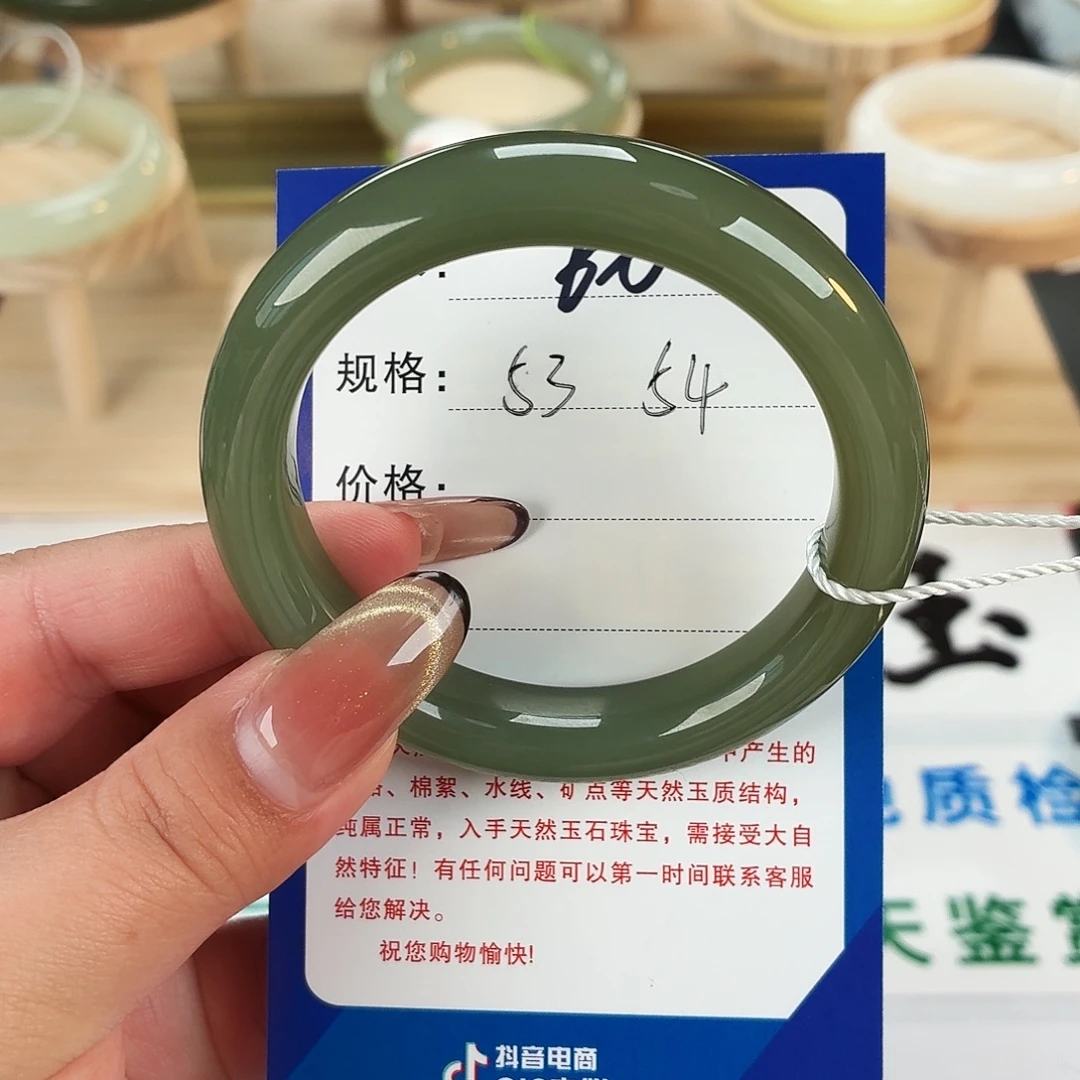 规格: 53 54
价格:
产生的
、棉絮、水线、矿点等天然玉质结构，
纯属正常，入手天然玉石珠宝，需接受大自
然特征！有任何问题可以第一时间联系客服
给您解决。
祝您购物愉快!
抖音电商
玉
质检
鉴